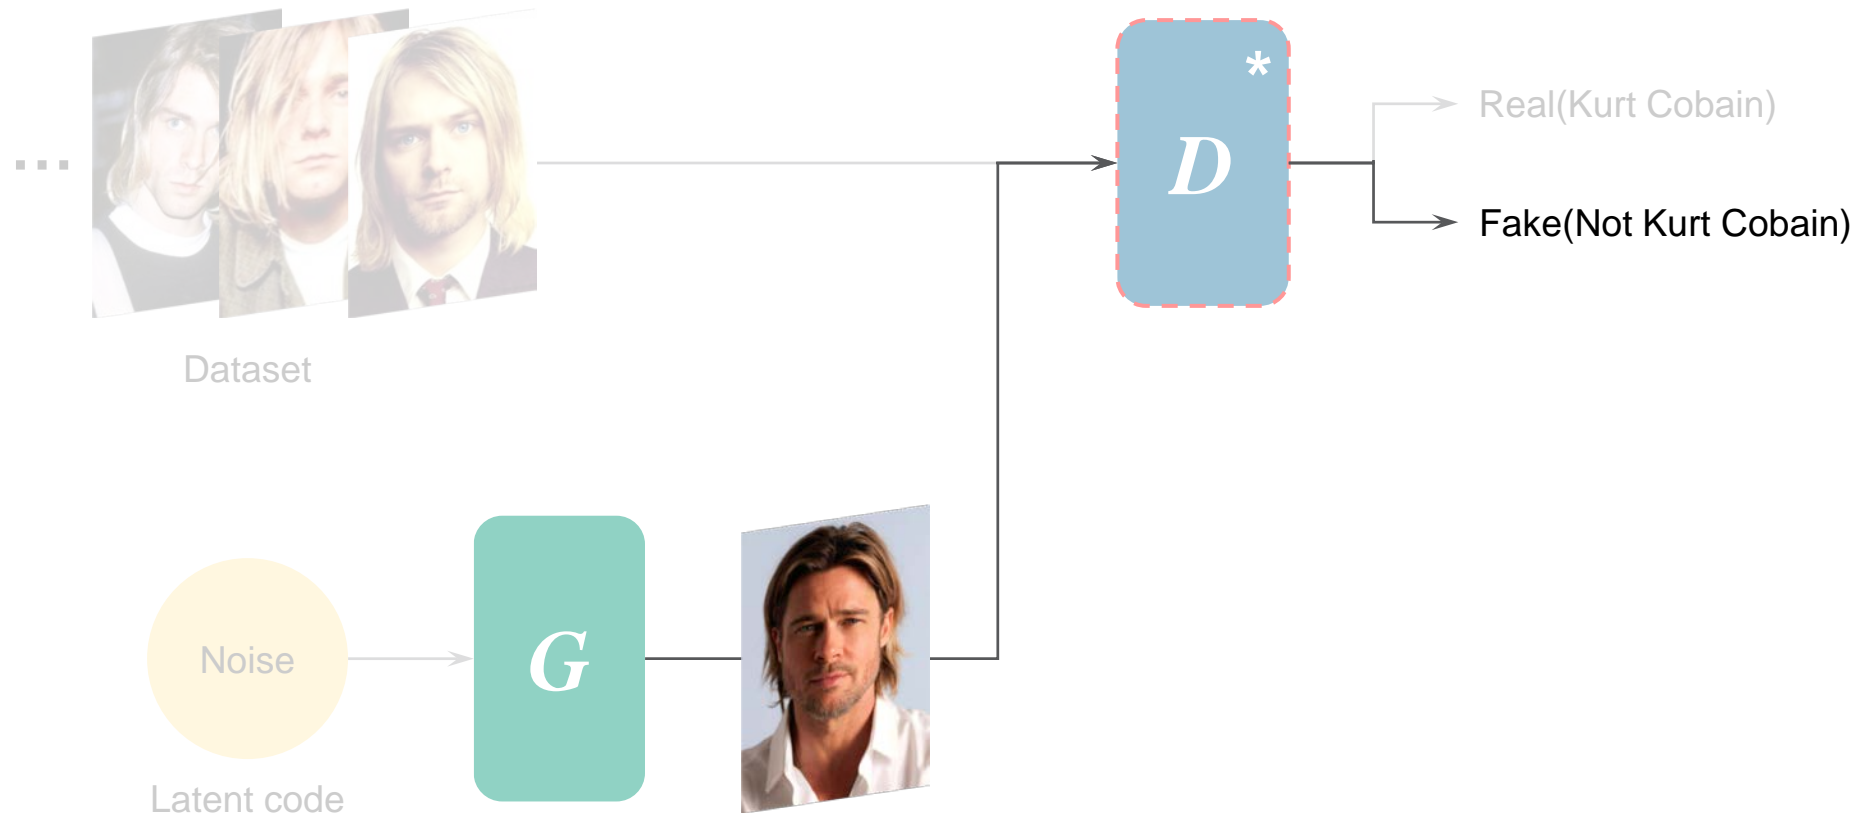 *
D
Real(Kurt Cobain)
Fake(Not Kurt Cobain)
...
Dataset
Noise
G
Latent code